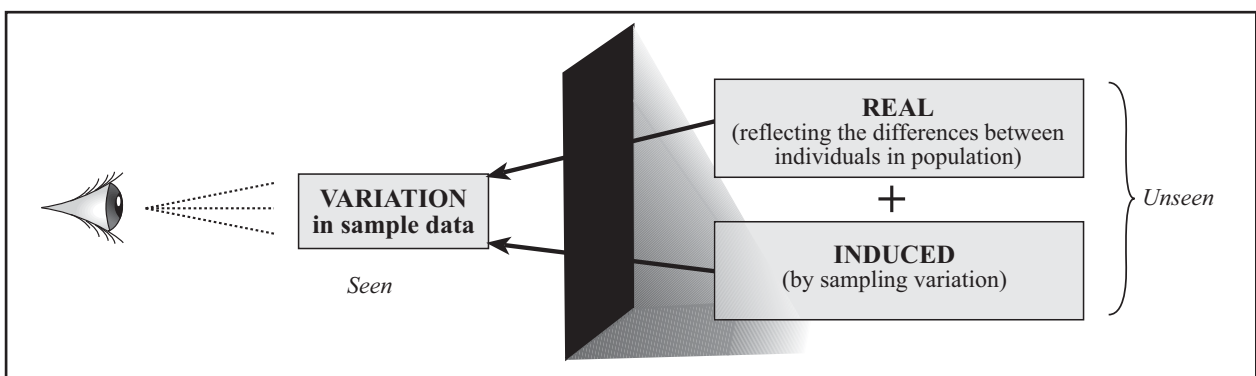 VARIATION
in sample data
Seen
REAL
(reflecting the differences between
individuals in population)
+
INDUCED
(by sampling variation)
Unseen